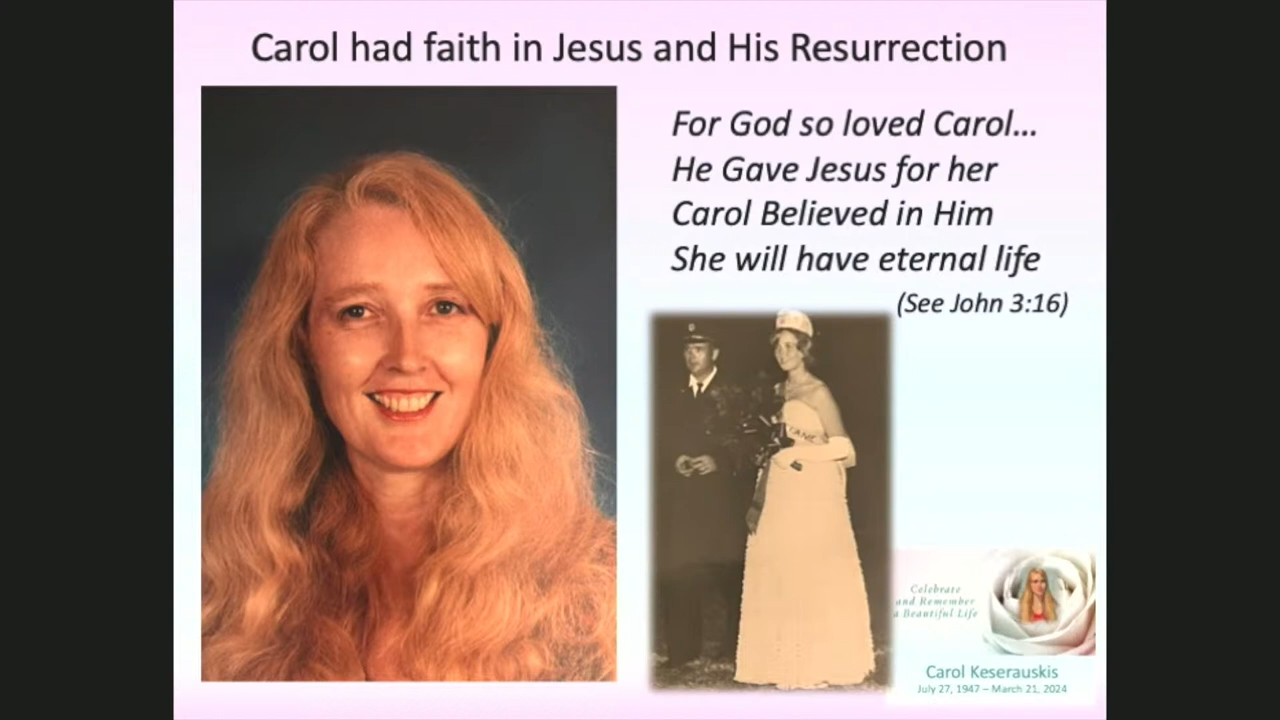 Carol had faith in Jesus and His Resurrection
For God so loved Carol...
He Gave Jesus for her
Carol Believed in Him
She will have eternal life
(See John 3:16)
Celebrate
and Remember
a Beautiful Life
Carol Keserauskis
July 27, 1947 – March 21, 2024